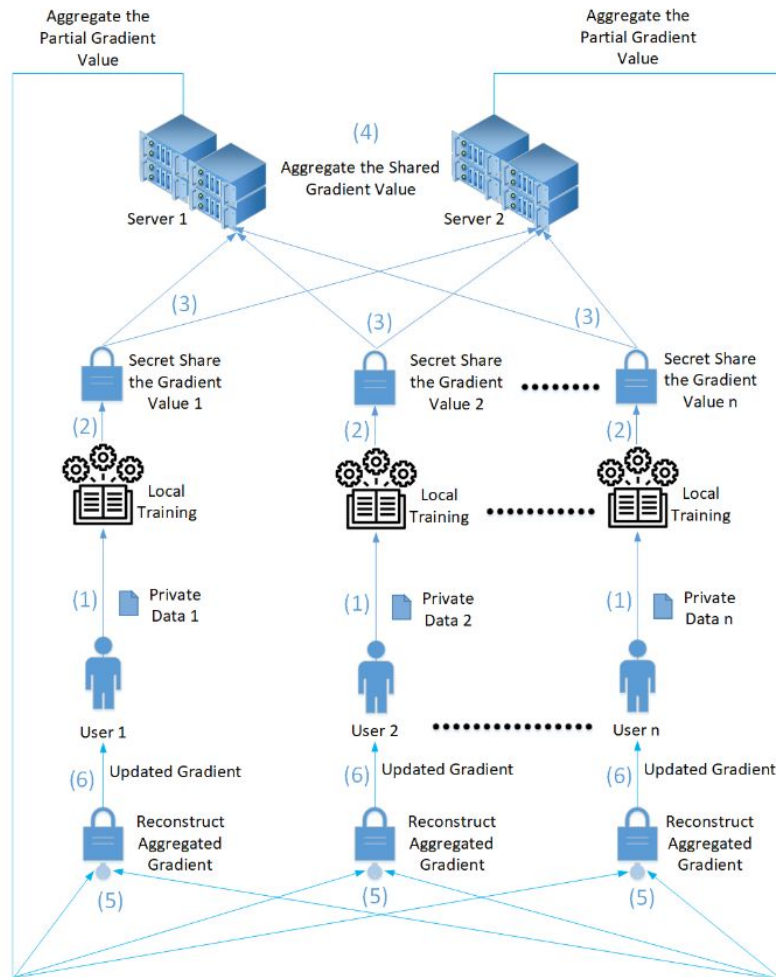 Aggregate the
Partial Gradient
Value
Aggregate the
Partial Gradient
Value
(4)
Aggregate the Shared
Gradient Value
Server 1
Server 2
(3)
(3)
(3)
Secret Share
the Gradient
Value 1
Secret Share
the Gradient
Value 2
Secret Share
the Gradient
Value n
(2)
(2)
(2)
Local
Training
Local
Training
Local
Training
(1)
Private
Data 1
(1)
Private
Data 2
(1)
Private
Data n
User 1
User 2
User n
(6)
Updated Gradient
(6)
Updated Gradient
(6)
Updated Gradient
Reconstruct
Aggregated
Gradient
Reconstruct
Aggregated
Gradient
Reconstruct
Aggregated
Gradient
(5)
(5)
(5)